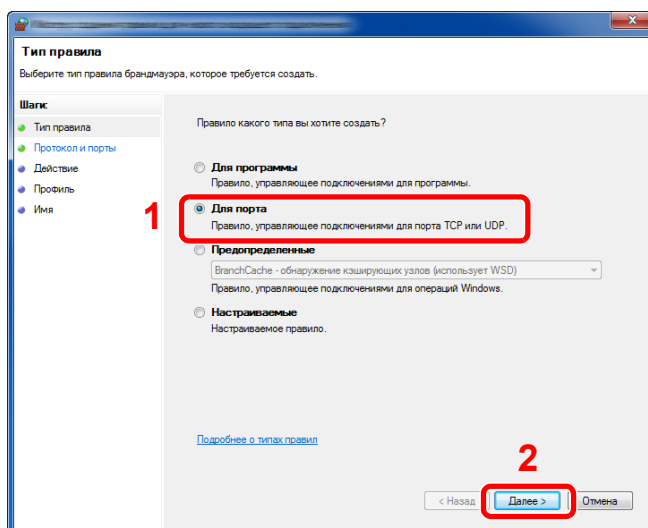 Тип правила
Выберите тип правила брандмауэра, которое требуется создать.
Шаги:
Тип правила
Протокол и порты
Действие
Профиль
Имя
Правило какого типа вы хотите создать?
Для программы
Правило, управляющее подключениями для программы.
1
Для порта
Правило, управляющее подключениями для порта TCP или UDP.
Предопределенные
BranchCache - обнаружение кэширующих узлов (использует WSD)
Правило, управляющее подключениями для операций Windows.
Настраиваемые
Настраиваемое правило.
Подробнее о типах правил
2
< Назад
Далее >
Отмена